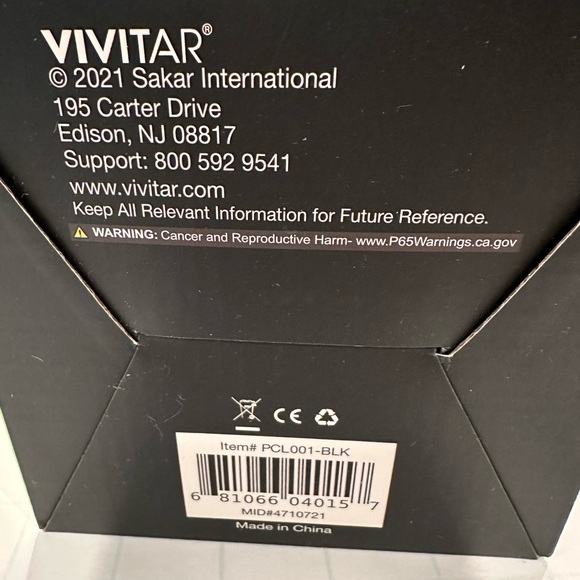 VIVITAR®
© 2021 Sakar International
195 Carter Drive
Edison, NJ 08817
Support: 800 592 9541
www.vivitar.com
Keep All Relevant Information for Future Reference.
WARNING: Cancer and Reproductive Harm- www.P65Warnings.ca.gov
CE
Item# PCL001-BLK
6 81066 04015 7
MID#4710721
Made in China